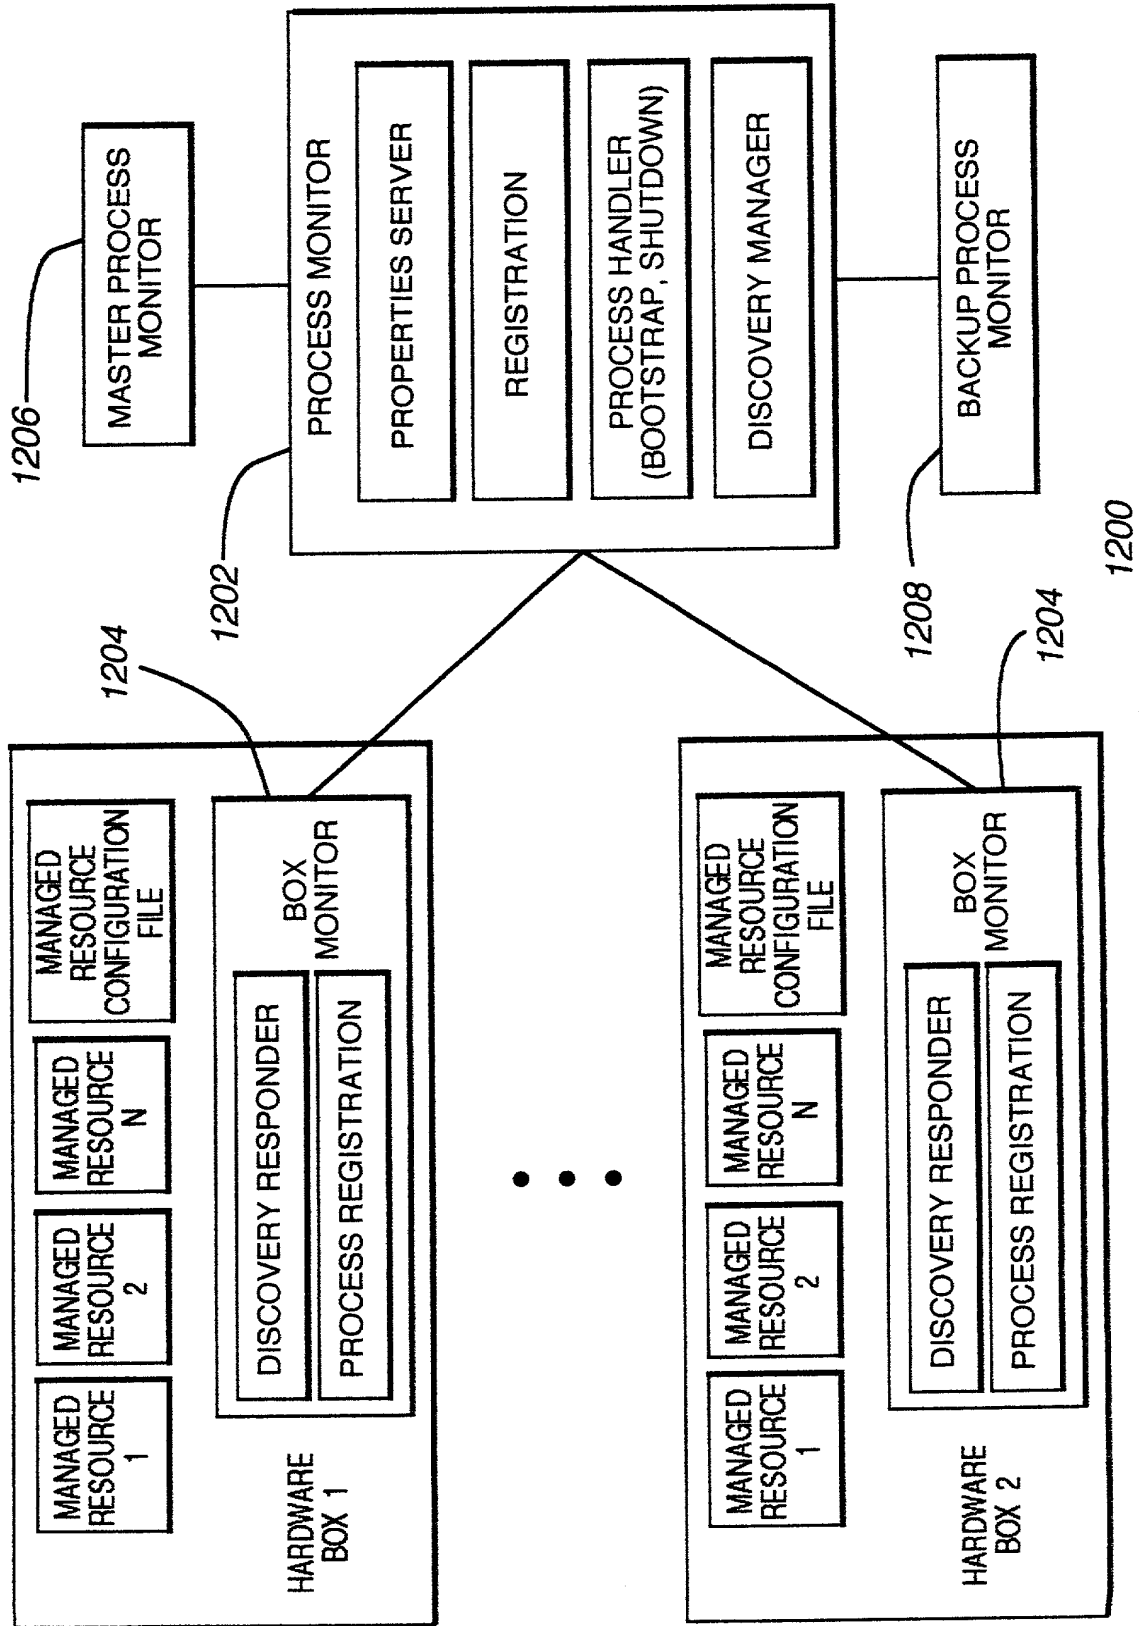 1206
MASTER PROCESS
MONITOR
1202
PROCESS MONITOR
PROPERTIES SERVER
REGISTRATION
PROCESS HANDLER
(BOOTSTRAP, SHUTDOWN)
DISCOVERY MANAGER
1208
BACKUP PROCESS
MONITOR
1200
1204
MANAGED
RESOURCE
1
MANAGED
RESOURCE
2
MANAGED
RESOURCE
N
MANAGED
RESOURCE
CONFIGURATION
FILE
BOX
MONITOR
DISCOVERY RESPONDER
PROCESS REGISTRATION
HARDWARE
BOX 1
1204
MANAGED
RESOURCE
1
MANAGED
RESOURCE
2
MANAGED
RESOURCE
N
MANAGED
RESOURCE
CONFIGURATION
FILE
BOX
MONITOR
DISCOVERY RESPONDER
PROCESS REGISTRATION
HARDWARE
BOX 2